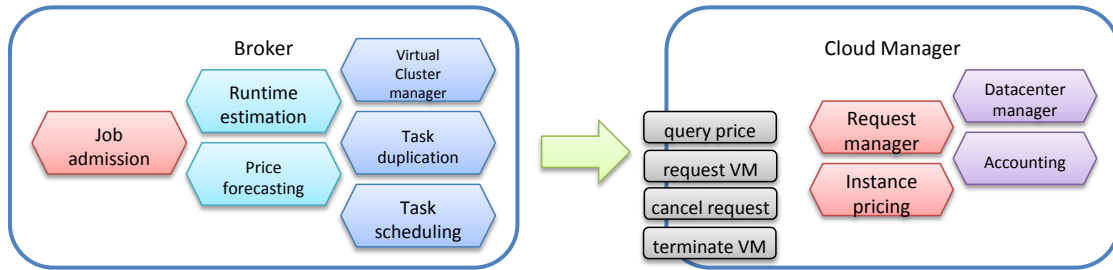 Broker
Job
admission
Runtime
estimation
Price
forecasting
Virtual
Cluster
manager
Task
duplication
Task
scheduling
Cloud Manager
query price
request VM
cancel request
terminate VM
Request
manager
Instance
pricing
Datacenter
manager
Accounting